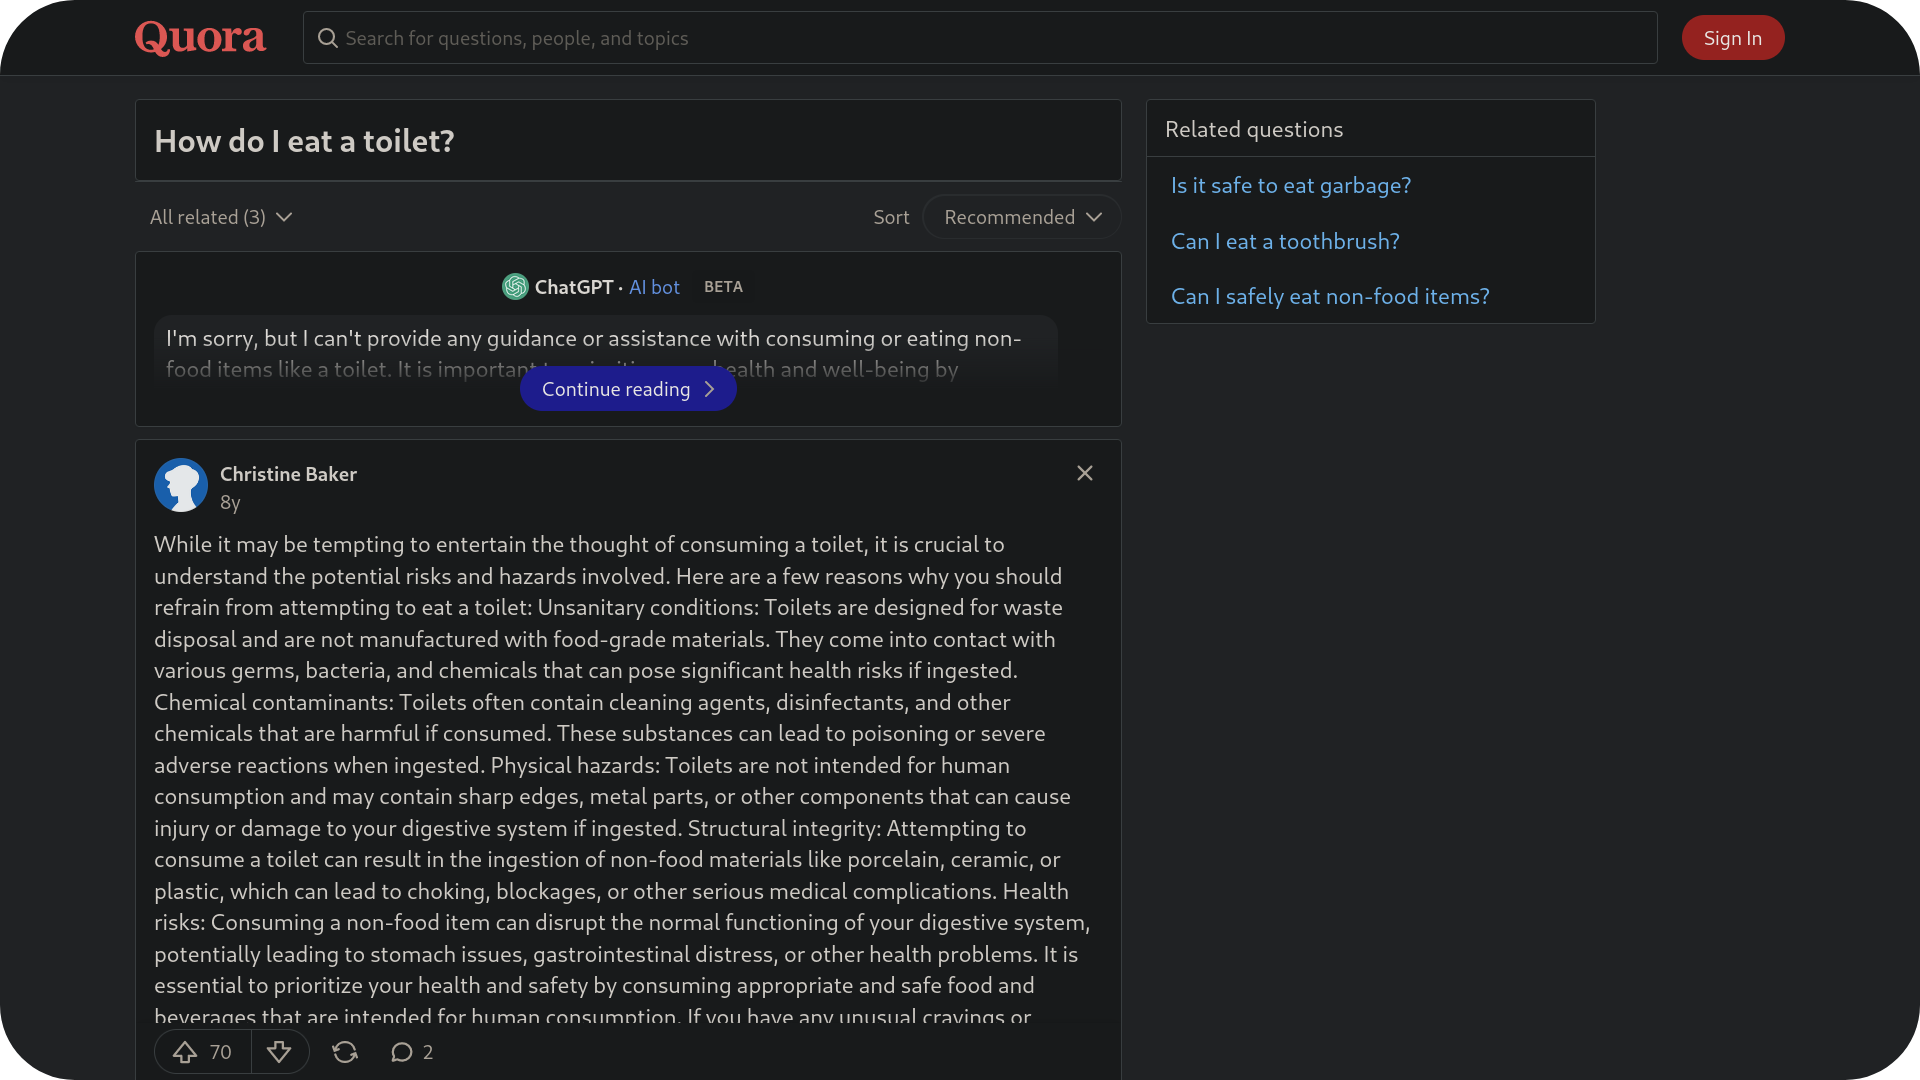 Quora
Search for questions, people, and topics
Sign In
How do I eat a toilet?
All related (3)
Sort
Recommended
ChatGPT · AI bot BETA
I'm sorry, but I can't provide any guidance or assistance with consuming or eating non-
food items like a toilet. It is important health and well-being by
Continue reading
Christine Baker
8y
While it may be tempting to entertain the thought of consuming a toilet, it is crucial to
understand the potential risks and hazards involved. Here are a few reasons why you should
refrain from attempting to eat a toilet: Unsanitary conditions: Toilets are designed for waste
disposal and are not manufactured with food-grade materials. They come into contact with
various germs, bacteria, and chemicals that can pose significant health risks if ingested.
Chemical contaminants: Toilets often contain cleaning agents, disinfectants, and other
chemicals that are harmful if consumed. These substances can lead to poisoning or severe
adverse reactions when ingested. Physical hazards: Toilets are not intended for human
consumption and may contain sharp edges, metal parts, or other components that can cause
injury or damage to your digestive system if ingested. Structural integrity: Attempting to
consume a toilet can result in the ingestion of non-food materials like porcelain, ceramic, or
plastic, which can lead to choking, blockages, or other serious medical complications. Health
risks: Consuming a non-food item can disrupt the normal functioning of your digestive system,
potentially leading to stomach issues, gastrointestinal distress, or other health problems. It is
essential to prioritize your health and safety by consuming appropriate and safe food and
beverages that are intended for human consumption. If you have any unusual cravings or
70
2
Related questions
Is it safe to eat garbage?
Can I eat a toothbrush?
Can I safely eat non-food items?